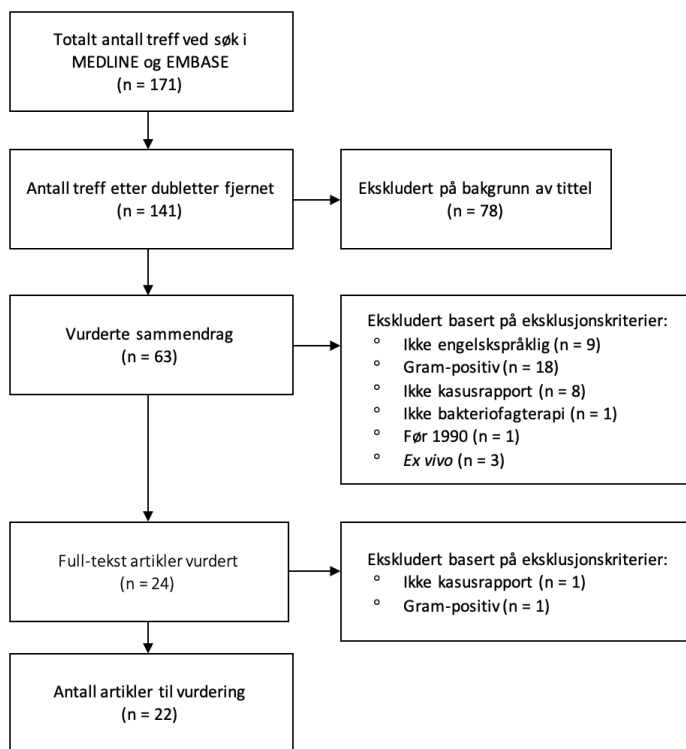 Totalt antall treff ved søk i
MEDLINE og EMBASE
(n = 171)
Antall treff etter dubletter fjernet
(n = 141)
Ekskludert på bakgrunn av tittel
(n = 78)
Vurderte sammendrag
(n = 63)
Ekskludert basert på eksklusjonskriterier:
° Ikke engelskspråklig (n = 9)
° Gram-positiv (n = 18)
° Ikke kasusrapport (n = 8)
° Ikke bakteriofagterapi (n = 1)
° Før 1990 (n = 1)
° Ex vivo (n = 3)
Full-tekst artikler vurdert
(n = 24)
Ekskludert basert på eksklusjonskriterier:
° Ikke kasusrapport (n = 1)
° Gram-positiv (n = 1)
Antall artikler til vurdering
(n = 22)